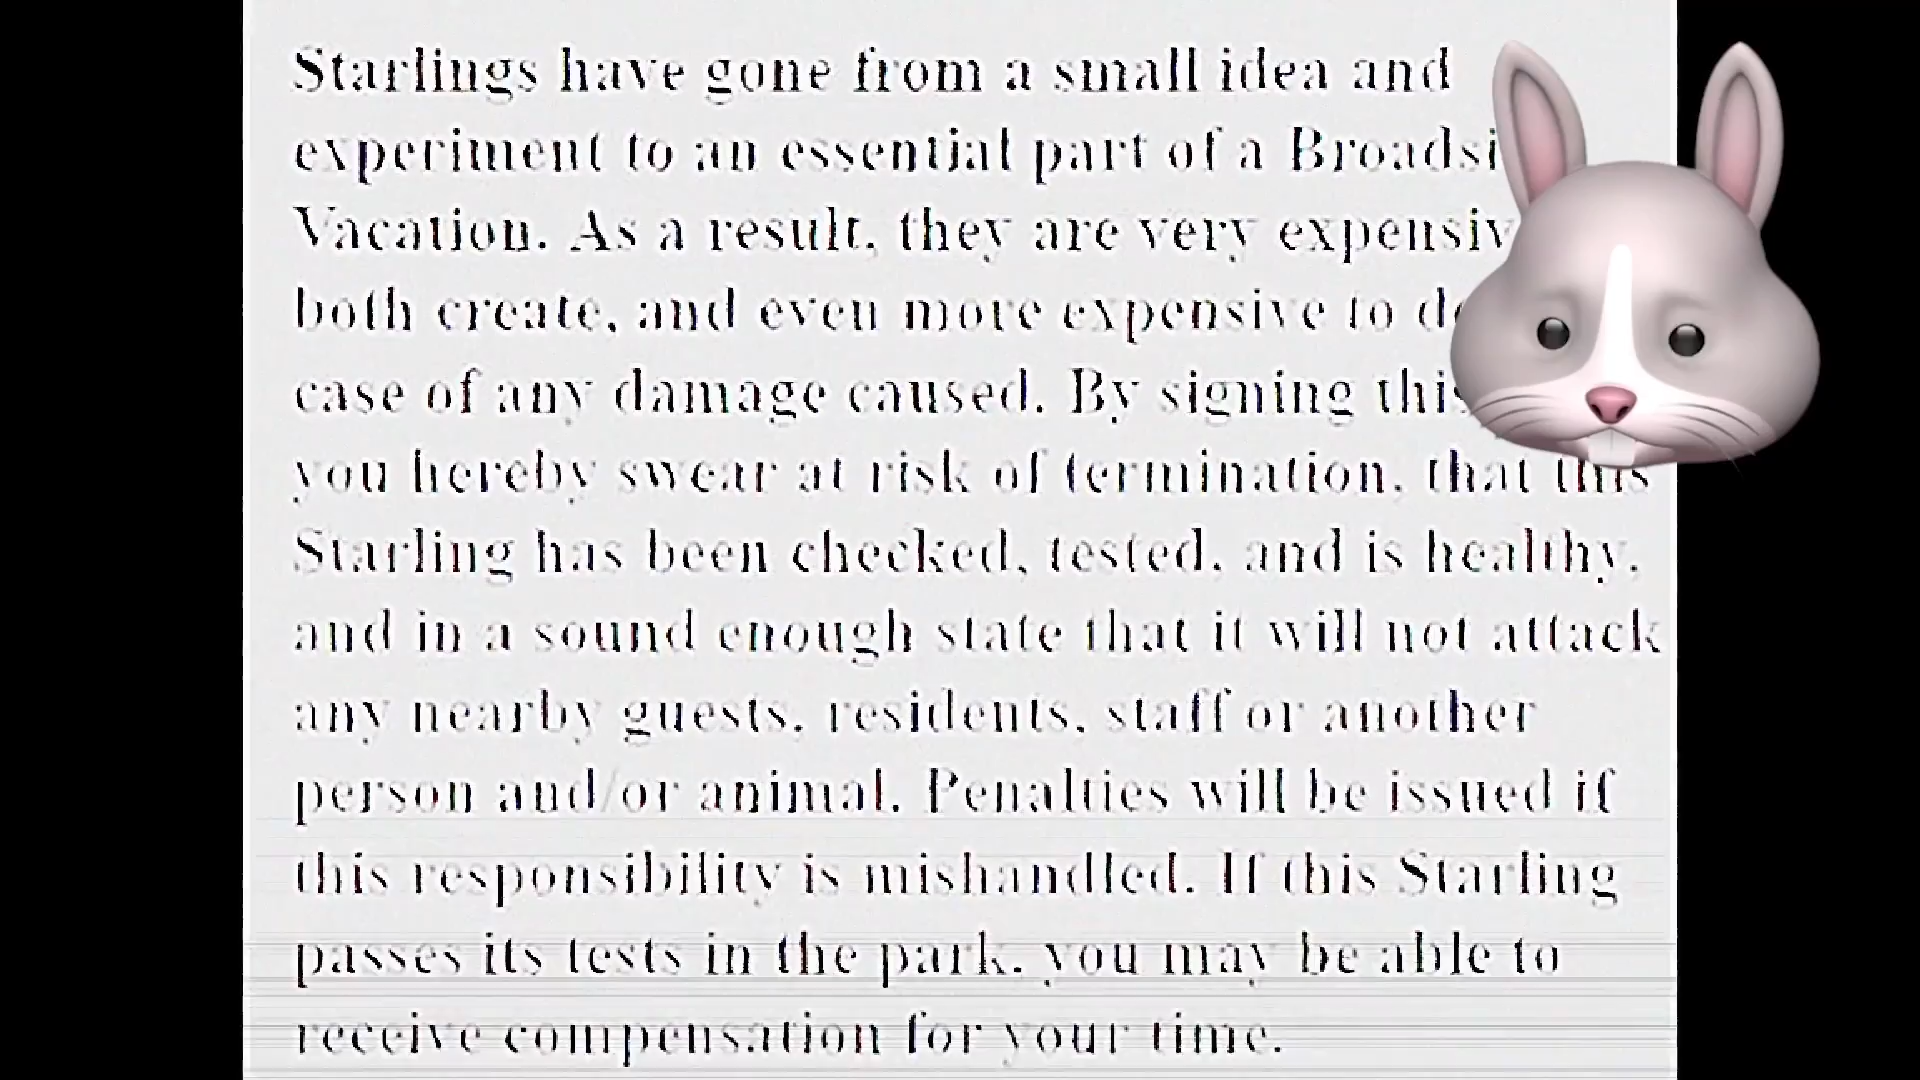 Starlings have gone from a small idea and
experiment to an essential part of a
Vacation. As a result, they are very
both create, and even more expensive to
case of any damage caused. By signing this
you hereby swear at risk of termination, that this
Starling has been checked, tested, and is healthy,
and in a sound enough state that it will not attack
any nearby guests, residents, staff or another
person and/or animal. Penalties will be issued if
this responsibility is mishandled. If this Starling
passes its tests in the park, you may be able to
receive compensation for your time.